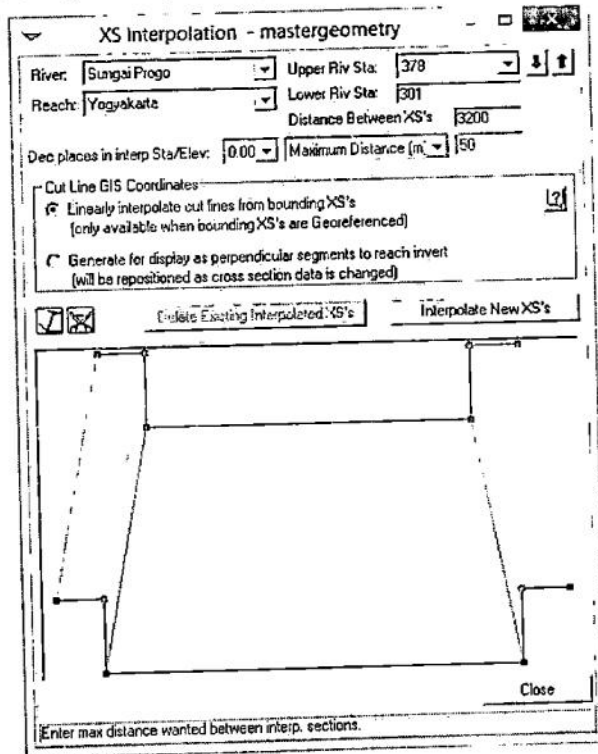 XS Interpolation - mastergeometry
River: Sungai Progo Upper Riv Sta: 378
Reach: Yogyakarta Lower Riv Sta: 301
Distance Between XS's 3200
Dec places in interp Sta/Elev: 0.00 Maximum Distance (m) 50
Cut Line GIS Coordinates
Linearly interpolate cut lines from bounding XS's
(only available when bounding XS's are Georeferenced)
Generate for display as perpendicular segments to reach invert
(will be repositioned as cross section data is changed)
Delete Existing Interpolated XS's Interpolate New XS's
Close
Enter max distance wanted between interp. sections.